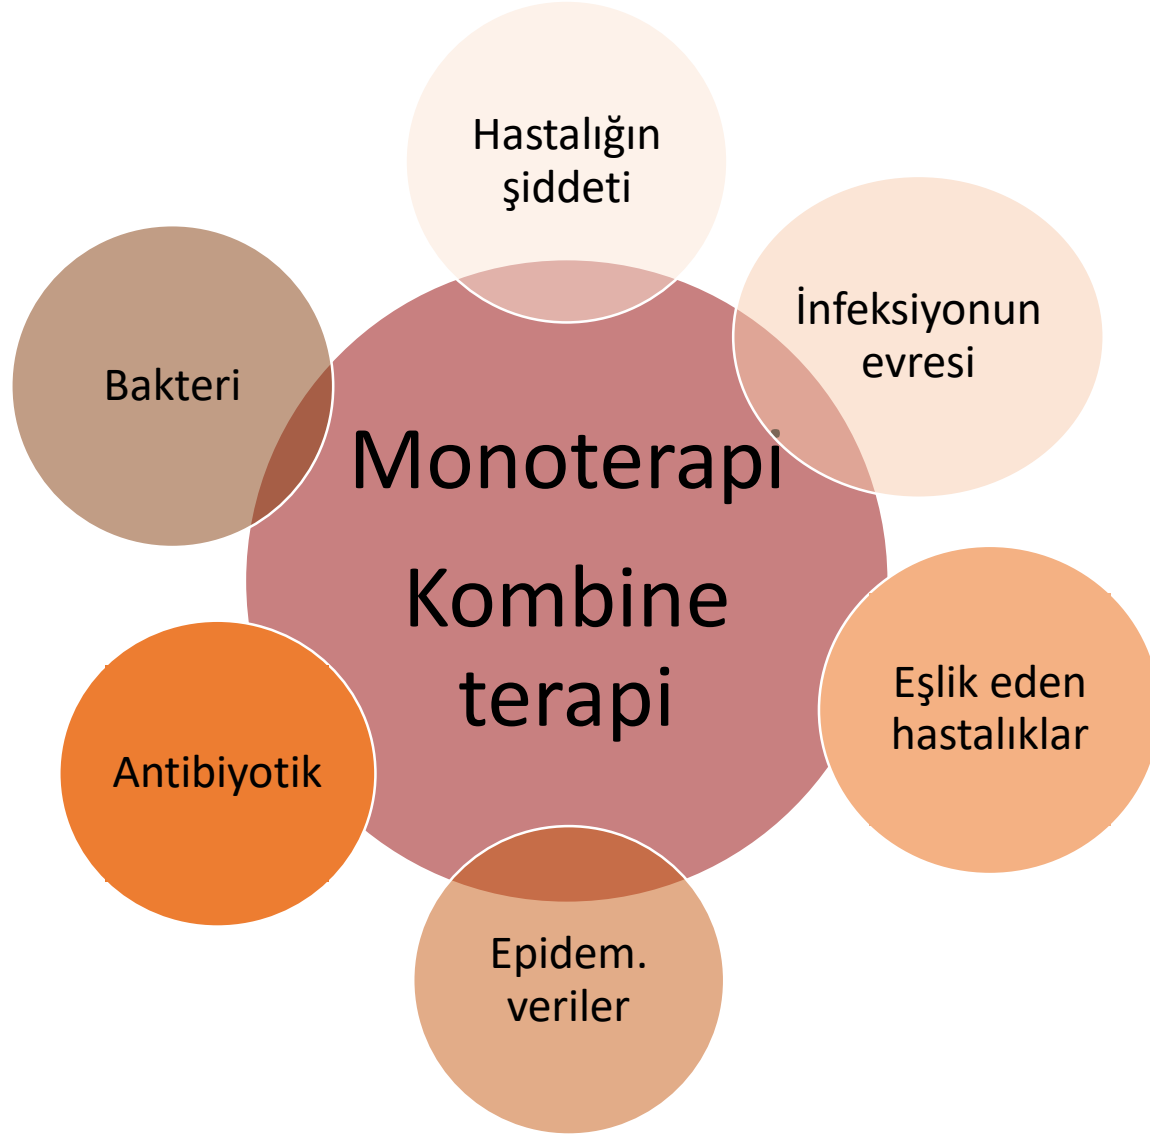 Hastalığın
şiddeti
İnfeksiyonun
evresi
Bakteri
Monoterapi
Kombine
terapi
Eşlik eden
hastalıklar
Antibiyotik
Epidem.
veriler